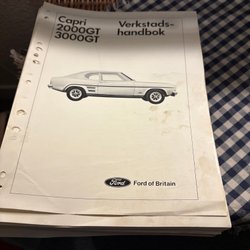 Capri
2000GT
3000GT
Verkstads-
handbok
Ford
Ford of Britain